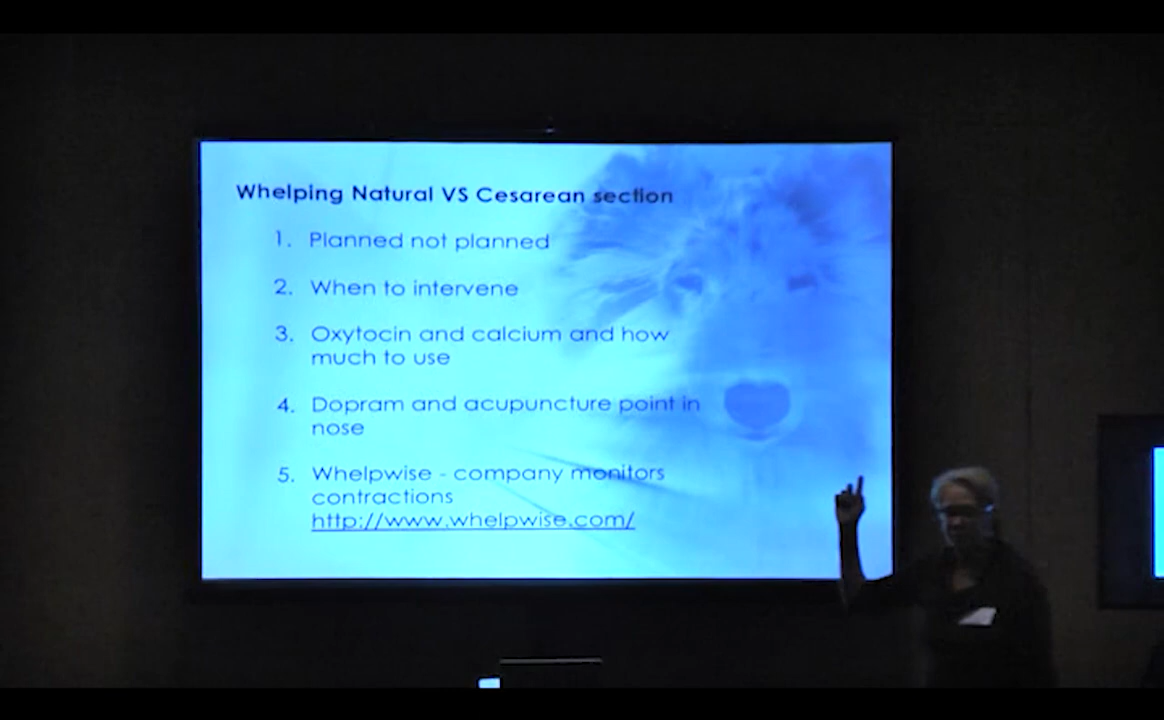 Whelping Natural VS Cesarean section
1. Planned not planned
2. When to intervene
3. Oxytocin and calcium and how
much to use
4. Dopram and acupuncture point in
nose
5. Whelpwise - company monitors
contractions
http://www.whelpwise.com/